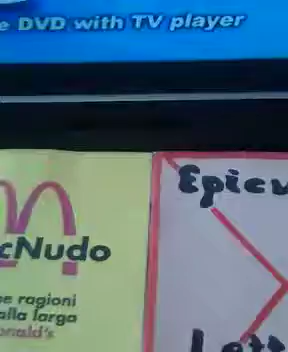 e DVD with TV player
cNudo
Epicu
e ragioni
alla larga
onald's
Lett